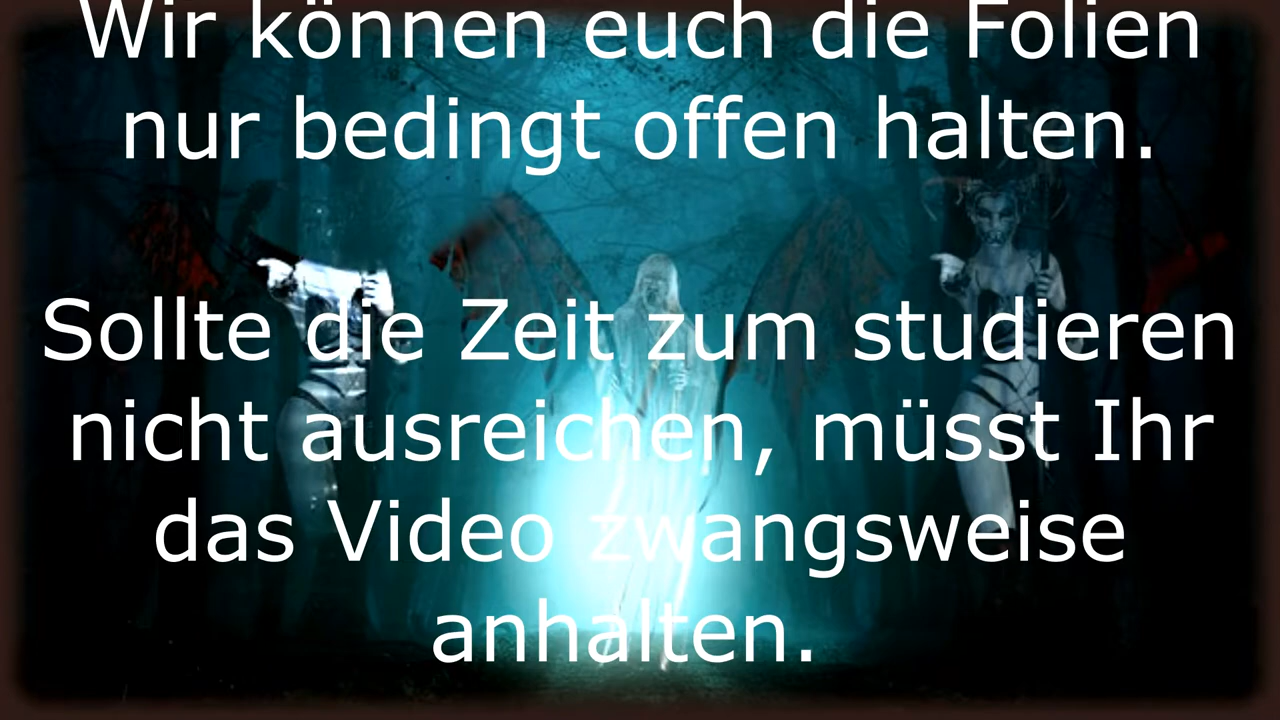 Wir können euch die Folien
nur bedingt offen halten.
Sollte die Zeit zum studieren
nicht ausreichen, müsst Ihr
das Video zwangsweise
anhalten.